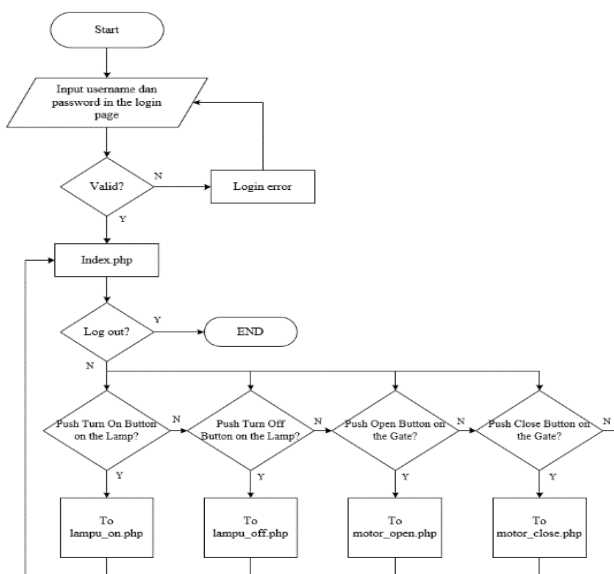 Start
Input username dan
password in the login
page
Valid?
N
Login error
Y
Index.php
Log out?
Y
END
N
Push Turn On Button
on the Lamp?
N
Push Turn Off
Button on the Lamp?
N
Push Open Button on
the Gate?
N
Push Close Button on
the Gate?
N
Y
Y
Y
Y
To
lampu_on.php
To
lampu_off.php
To
motor_open.php
To
motor_close.php